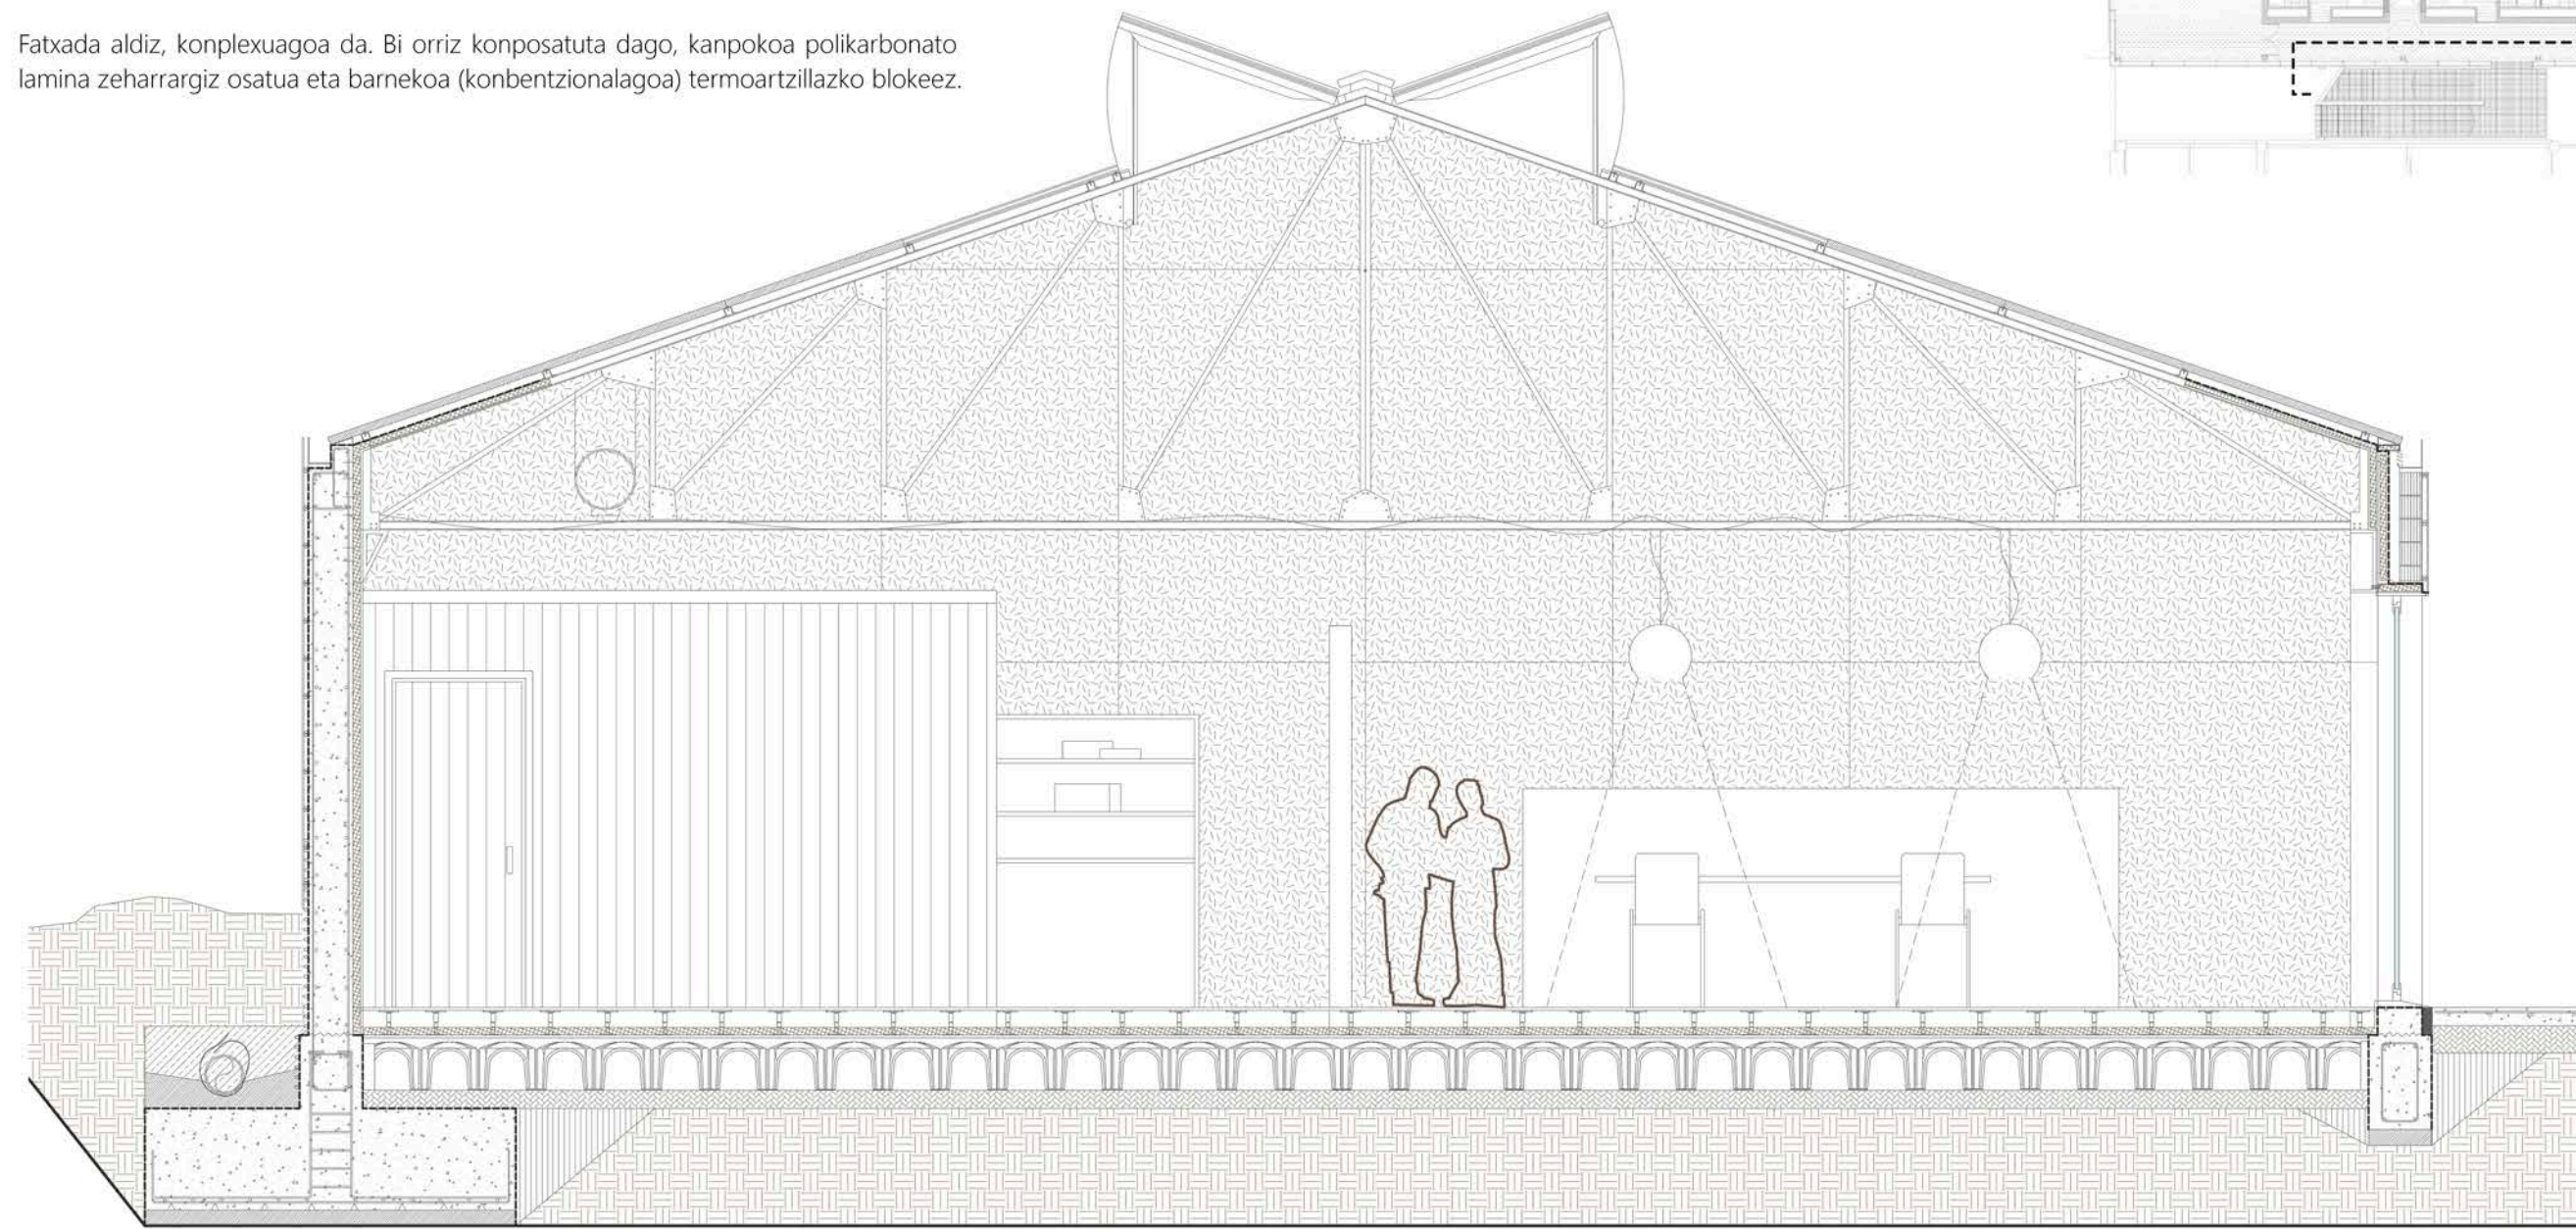 Fatxada aldiz, konplexuagoa da. Bi orriz konposatuta dago, kanpokoa polikarbonato
lamina zeharrargiz osatua eta barnekoa (konbentzionalagoa) termoartzillazko blokeez.